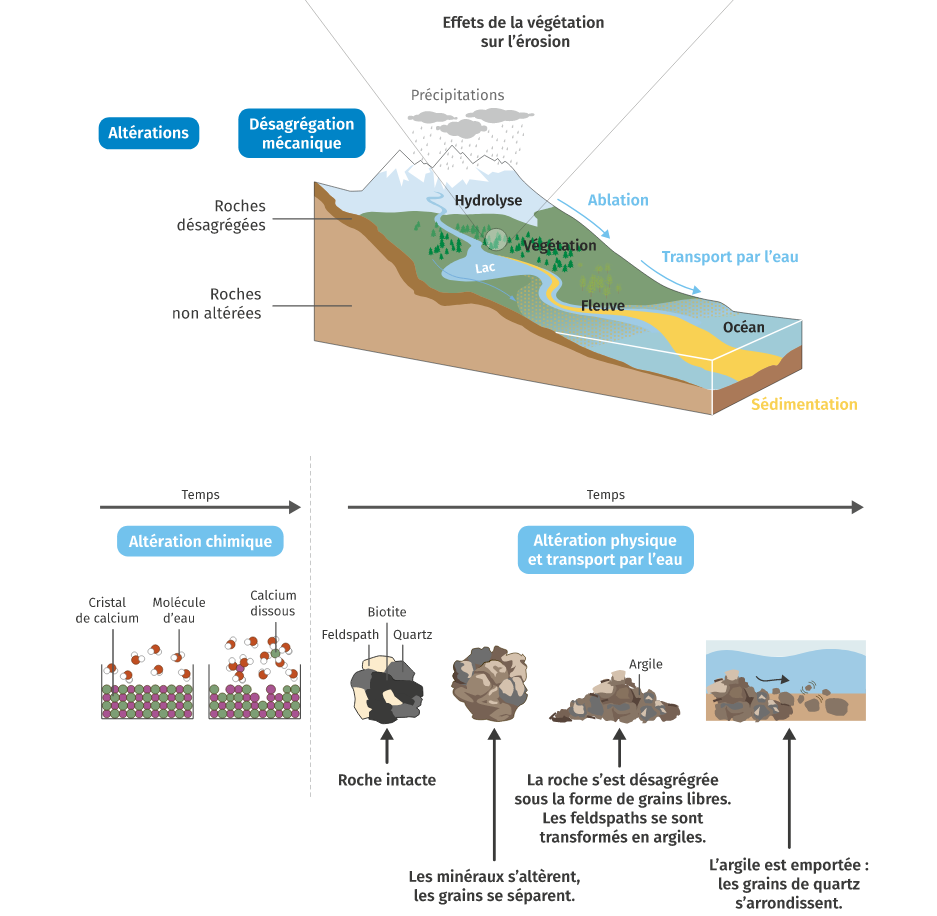 Effets de la végétation
sur l'érosion
Précipitations
Altérations
Désagrégation
mécanique
Hydrolyse
Roches
désagrégées
Ablation
Végétation
Transport par l'eau
Lac
Roches
non altérées
Fleuve
Océan
Sédimentation
Temps
Temps
Altération chimique
Altération physique
et transport par l'eau
Cristal
de calcium
Molécule
d'eau
Calcium
dissous
Biotite
Feldspath
Quartz
Argile
Roche intacte
La roche s'est désagrégrée
sous la forme de grains libres.
Les feldspaths se sont
transformés en argiles.
Les minéraux s'altèrent,
les grains se séparent.
L'argile est emportée :
les grains de quartz
s'arrondissent.